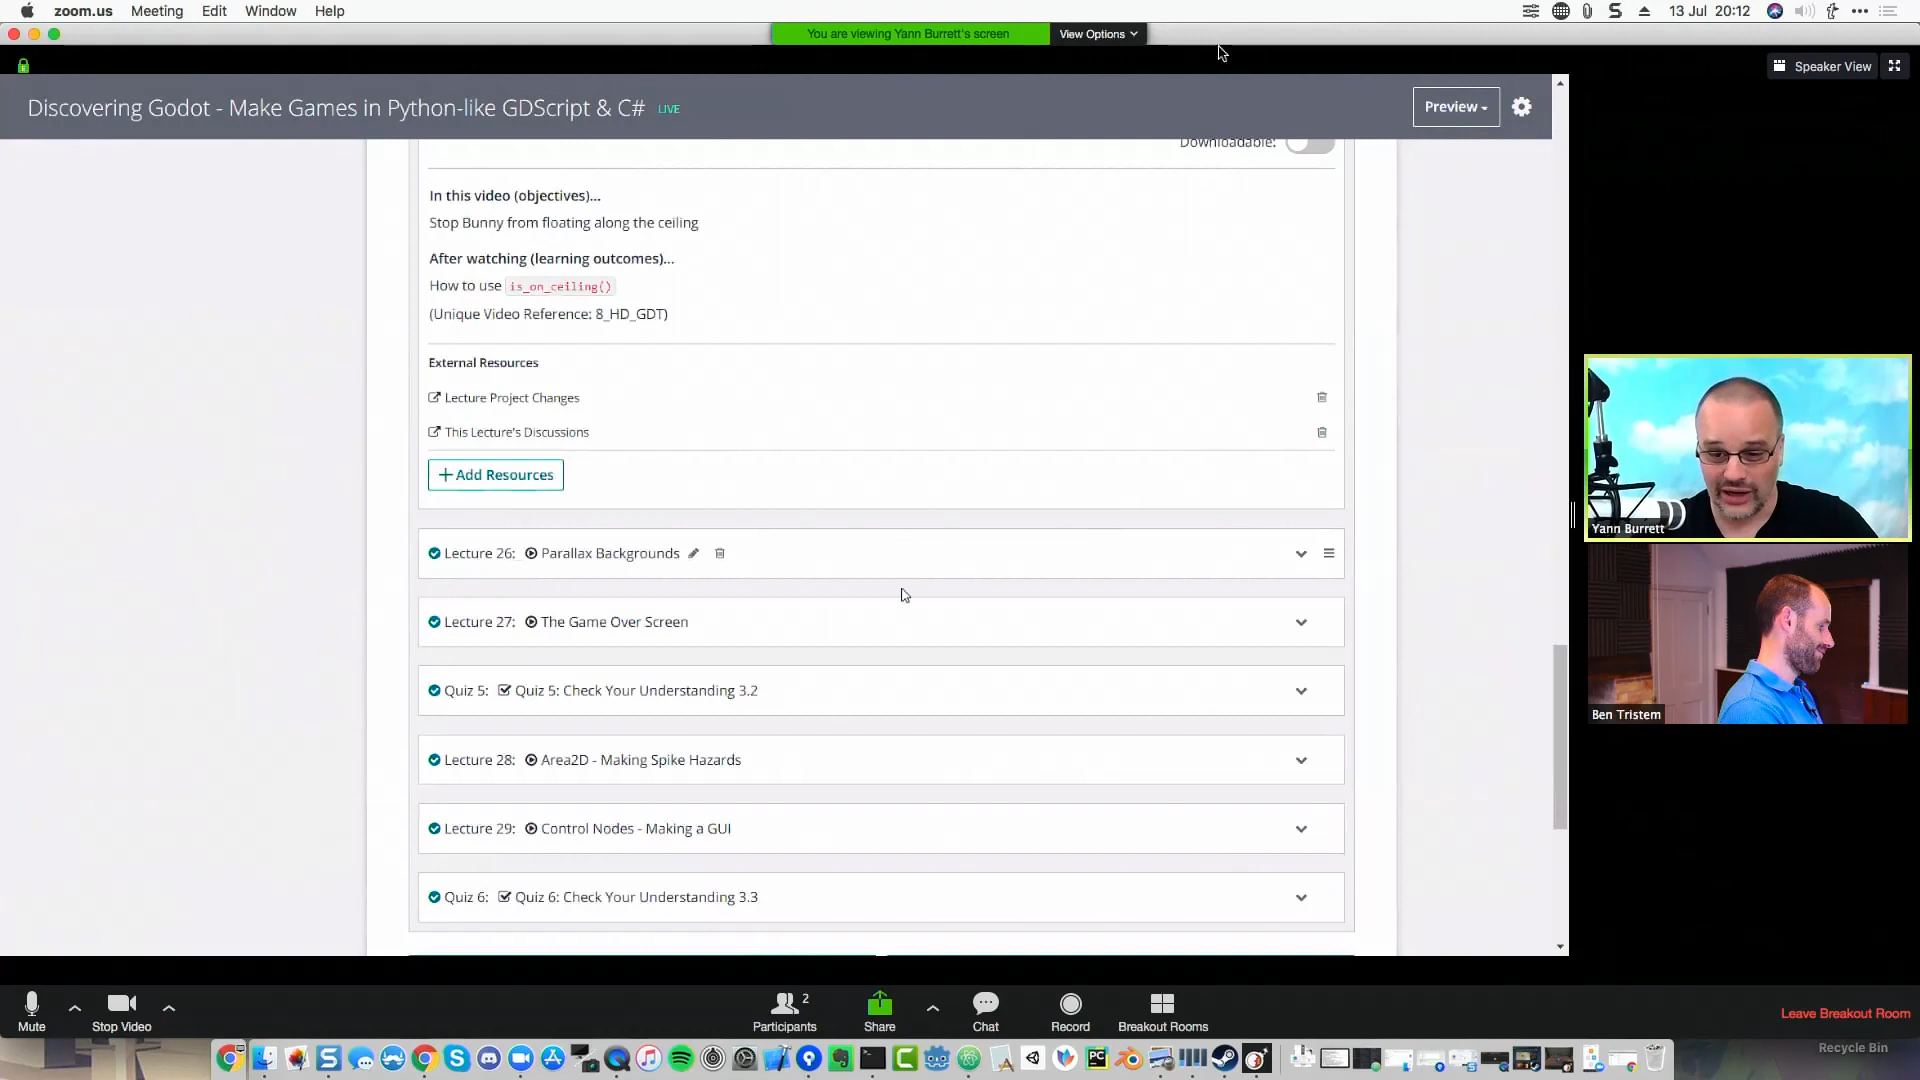 zoom.us Meeting Edit Window Help
13 Jul 20:12
You are viewing Yann Burrett's screen View Options
Speaker View
Discovering Godot - Make Games in Python-like GDScript & C# LIVE
Preview
Downloadable:
In this video (objectives)...
Stop Bunny from floating along the ceiling
After watching (learning outcomes)...
How to use is_on_ceiling()
(Unique Video Reference: 8_HD_GDT)
External Resources
Lecture Project Changes
This Lecture's Discussions
Add Resources
Lecture 26: Parallax Backgrounds
Lecture 27: The Game Over Screen
Quiz 5: Quiz 5: Check Your Understanding 3.2
Lecture 28: Area2D - Making Spike Hazards
Lecture 29: Control Nodes - Making a GUI
Quiz 6: Quiz 6: Check Your Understanding 3.3
Yann Burrett
Ben Tristem
2
Mute Stop Video Participants Share Chat Record Breakout Rooms
Leave Breakout Room
Recycle Bin
PC